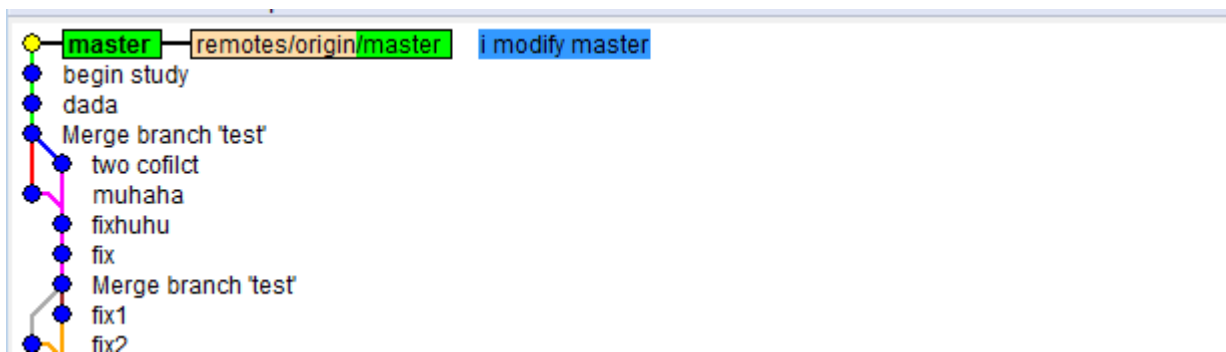 master remotes/origin/master i modify master
begin study
dada
Merge branch 'test'
two cofilct
muhaha
fixhuhu
fix
Merge branch 'test'
fix1
fix2